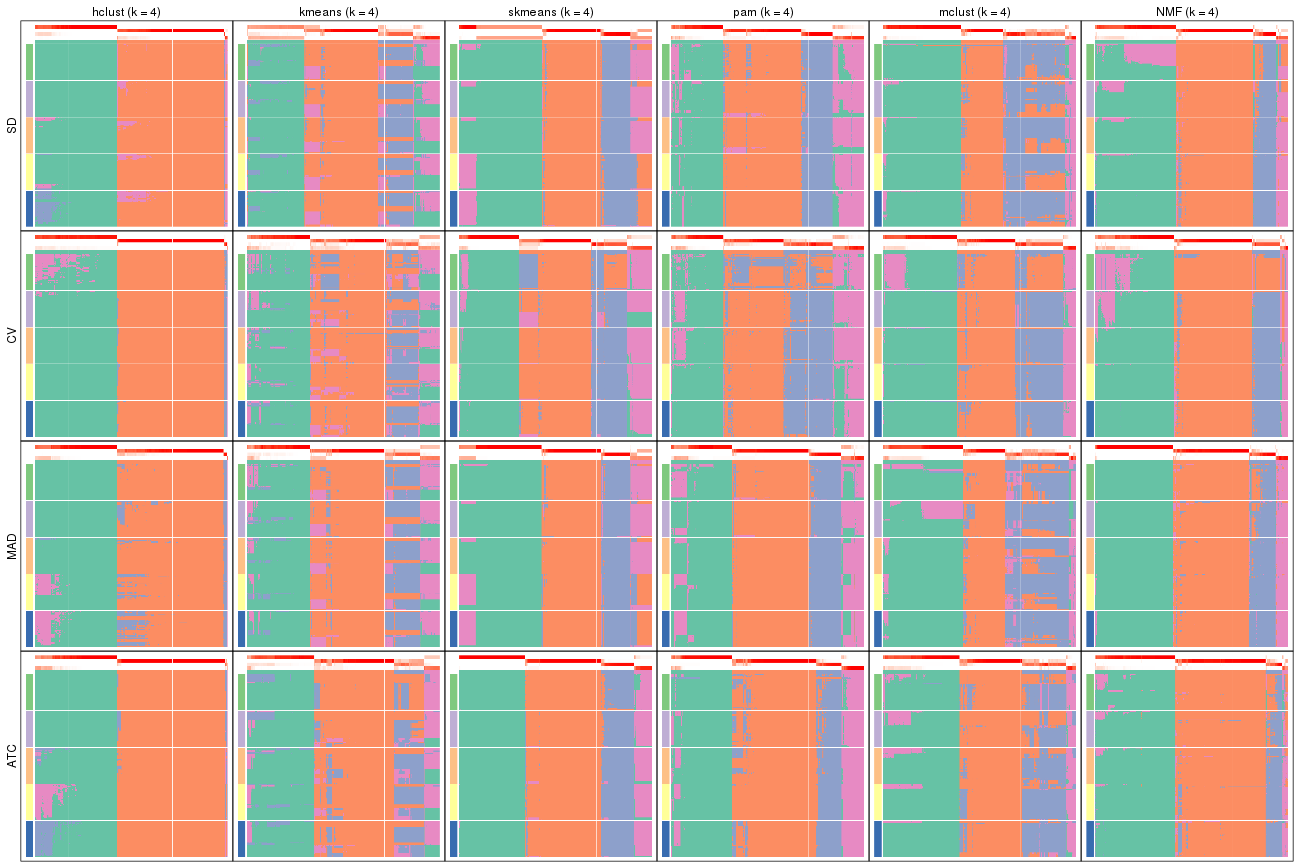 hclust (k = 4) kmeans (k = 4) skmeans (k = 4) pam (k = 4) mclust (k = 4) NMF (k = 4)
SD
CV
MAD
ATC